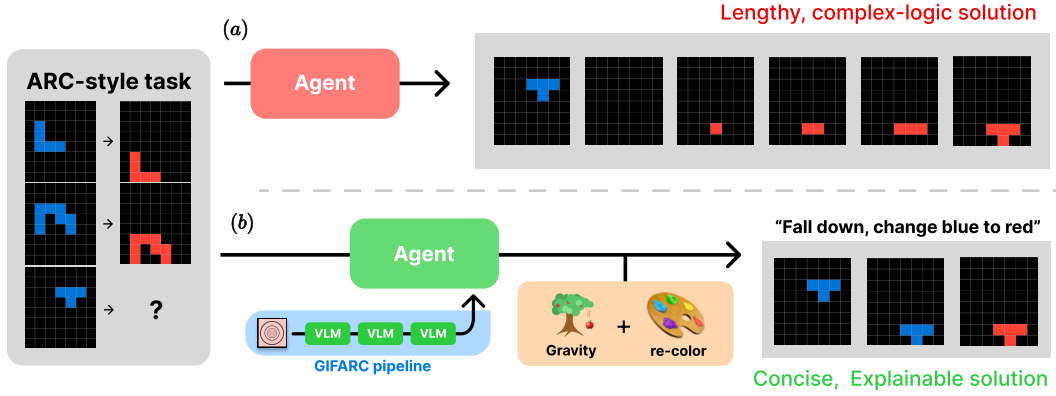 Lengthy, complex-logic solution
(a)
ARC-style task
Agent
(b)
"Fall down, change blue to red"
Agent
?
VLM VLM VLM
GIFARC pipeline
+
Gravity re-color
Concise, Explainable solution